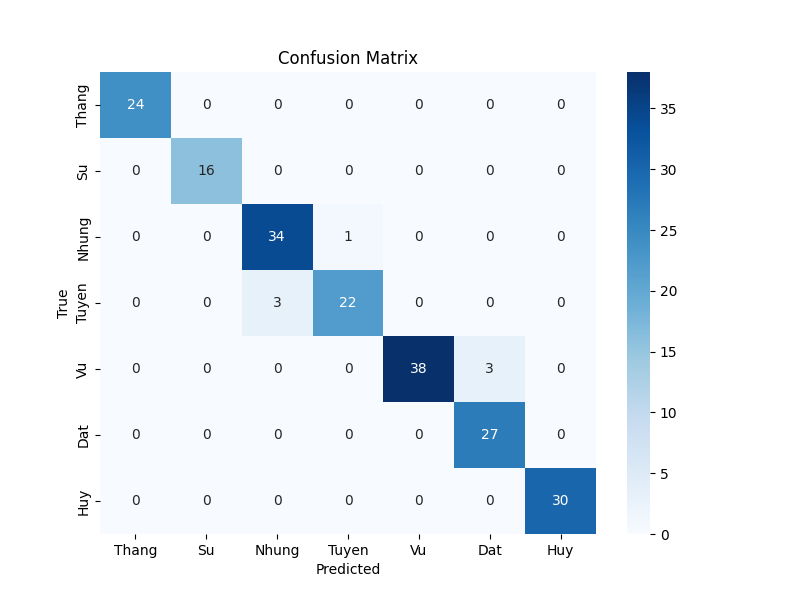 Confusion Matrix
Thang 24 0 0 0 0 0 0
Su 0 16 0 0 0 0 0
Nhung 0 0 34 1 0 0 0
Tuyen 0 0 3 22 0 0 0
Vu 0 0 0 0 38 3 0
Dat 0 0 0 0 0 27 0
Huy 0 0 0 0 0 0 30
True
Thang Su Nhung Tuyen Vu Dat Huy
Predicted
35
30
25
20
15
10
5
0